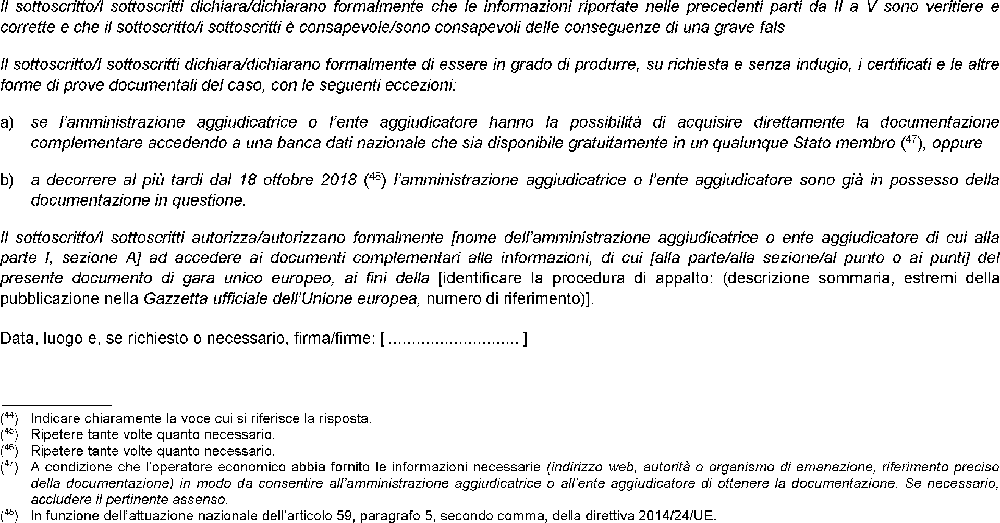 Il sottoscritto/I sottoscritti dichiara/dichiarano formalmente che le informazioni riportate nelle precedenti parti da II a V sono veritiere e
corrette e che il sottoscritto/i sottoscritti è consapevole/sono consapevoli delle conseguenze di una grave fals
Il sottoscritto/I sottoscritti dichiara/dichiarano formalmente di essere in grado di produrre, su richiesta e senza indugio, i certificati e le altre
forme di prove documentali del caso, con le seguenti eccezioni:
a) se l’amministrazione aggiudicatrice o l’ente aggiudicatore hanno la possibilità di acquisire direttamente la documentazione
complementare accedendo a una banca dati nazionale che sia disponibile gratuitamente in un qualunque Stato membro (47), oppure
b) a decorrere al più tardi dal 18 ottobre 2018 (48) l’amministrazione aggiudicatrice o l’ente aggiudicatore sono già in possesso della
documentazione in questione.
Il sottoscritto/I sottoscritti autorizza/autorizzano formalmente [nome dell’amministrazione aggiudicatrice o ente aggiudicatore di cui alla
parte I, sezione A] ad accedere ai documenti complementari alle informazioni, di cui [alla parte/alla sezione/al punto o ai punti] del
presente documento di gara unico europeo, ai fini della [identificare la procedura di appalto: (descrizione sommaria, estremi della
pubblicazione nella Gazzetta ufficiale dell’Unione europea, numero di riferimento)].
Data, luogo e, se richiesto o necessario, firma/firme: [ ............................ ]
(44) Indicare chiaramente la voce cui si riferisce la risposta.
(45) Ripetere tante volte quanto necessario.
(46) Ripetere tante volte quanto necessario.
(47) A condizione che l’operatore economico abbia fornito le informazioni necessarie (indirizzo web, autorità o organismo di emanazione, riferimento preciso
della documentazione) in modo da consentire all’amministrazione aggiudicatrice o all’ente aggiudicatore di ottenere la documentazione. Se necessario,
accludere il pertinente assenso.
(48) In funzione dell’attuazione nazionale dell’articolo 59, paragrafo 5, secondo comma, della direttiva 2014/24/UE.